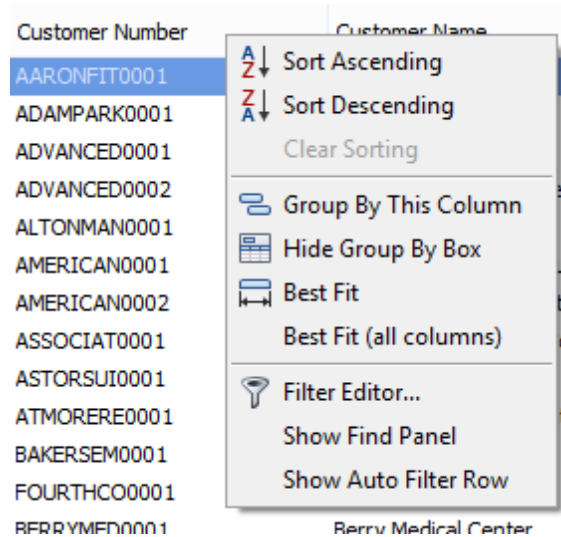 Customer Number Customer Name
AARONFIT0001
ADAMPARK0001
ADVANCED0001
ADVANCED0002
ALTONMAN0001
AMERICAN0001
AMERICAN0002
ASSOCIAT0001
ASTORSUI0001
ATMORERE0001
BAKERSEM0001
FOURTHCO0001
BERRYMED0001 Berry Medical Center
Sort Ascending
Sort Descending
Clear Sorting
Group By This Column
Hide Group By Box
Best Fit
Best Fit (all columns)
Filter Editor...
Show Find Panel
Show Auto Filter Row